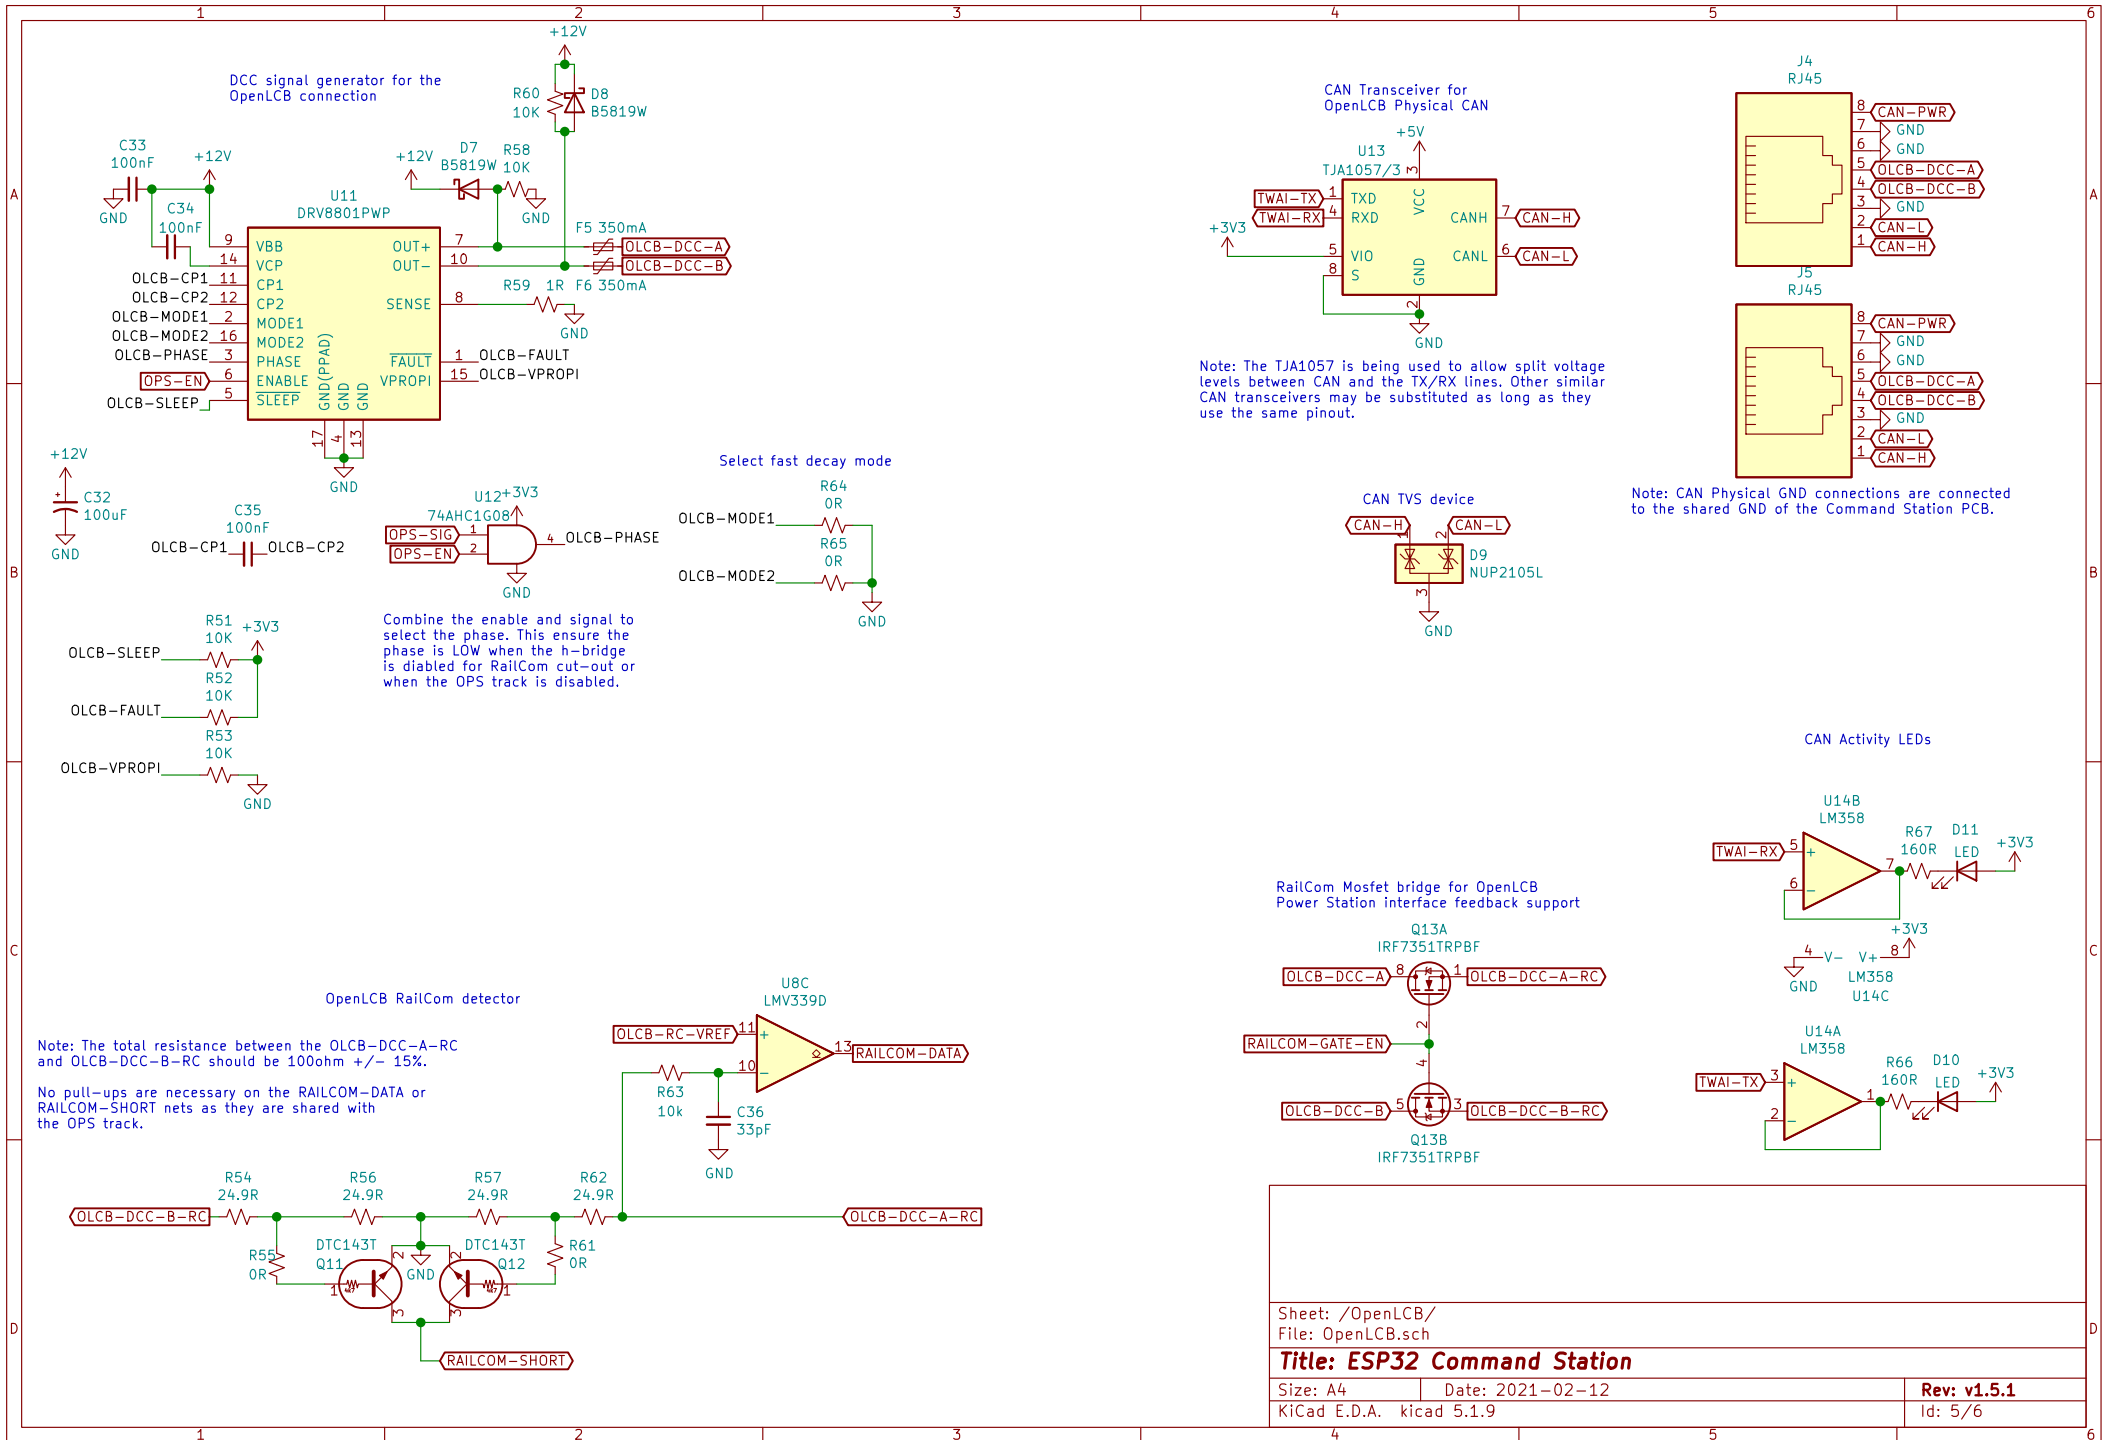 1 2 3 4 5 6
A
B
C
D
DCC signal generator for the
OpenLCB connection
+12V
R60
10K
D8
B5819W
C33
100nF
+12V
GND
C34
100nF
+12V
D7
B5819W
R58
10K
GND
U11
DRV8801PWP
9 VBB
14 VCP
OLCB-CP1 11 CP1
OLCB-CP2 12 CP2
OLCB-MODE1 2 MODE1
OLCB-MODE2 16 MODE2
OLCB-PHASE 3 PHASE
OPS-EN 6 ENABLE
OLCB-SLEEP 5 SLEEP
OUT+ 7
OUT- 10
SENSE 8
FAULT 1 OLCB-FAULT
VPROPI 15 OLCB-VPROPI
GND(PPAD) 17
GND 4
GND 13
GND
F5 350mA
OLCB-DCC-A
OLCB-DCC-B
F6 350mA
R59 1R
GND
+12V
+
C32
100uF
GND
C35
100nF
OLCB-CP1
OLCB-CP2
U12
+3V3
74AHC1G08
OPS-SIG 1
OPS-EN 2
4 OLCB-PHASE
GND
Combine the enable and signal to
select the phase. This ensure the
phase is LOW when the h-bridge
is diabled for RailCom cut-out or
when the OPS track is disabled.
Select fast decay mode
R64
0R
OLCB-MODE1
R65
0R
OLCB-MODE2
GND
R51
10K
+3V3
OLCB-SLEEP
R52
10K
OLCB-FAULT
R53
10K
OLCB-VPROPI
GND
CAN Transceiver for
OpenLCB Physical CAN
+5V
U13
TJA1057/3
3
TWAI-TX 1 TXD
TWAI-RX 4 RXD
+3V3
5 VIO
8 S
VCC
GND
CANH 7 CAN-H
CANL 6 CAN-L
2
GND
Note: The TJA1057 is being used to allow split voltage
levels between CAN and the TX/RX lines. Other similar
CAN transceivers may be substituted as long as they
use the same pinout.
J4
RJ45
8 CAN-PWR
7 GND
6 GND
5 OLCB-DCC-A
4 OLCB-DCC-B
3 GND
2 CAN-L
1 CAN-H
J5
RJ45
8 CAN-PWR
7 GND
6 GND
5 OLCB-DCC-A
4 OLCB-DCC-B
3 GND
2 CAN-L
1 CAN-H
Note: CAN Physical GND connections are connected
to the shared GND of the Command Station PCB.
CAN TVS device
CAN-H 1
2 CAN-L
D9
NUP2105L
3
GND
CAN Activity LEDs
U14B
LM358
TWAI-RX 5 +
6 -
7
R67
160R
D11
LED
+3V3
+3V3
4 V- V+ 8
GND
LM358
U14C
U14A
LM358
TWAI-TX 3 +
2 -
1
R66
160R
D10
LED
+3V3
RailCom Mosfet bridge for OpenLCB
Power Station interface feedback support
Q13A
IRF7351TRPBF
OLCB-DCC-A 8
1 OLCB-DCC-A-RC
2
RAILCOM-GATE-EN
4
OLCB-DCC-B 5
3 OLCB-DCC-B-RC
Q13B
IRF7351TRPBF
OpenLCB RailCom detector
Note: The total resistance between the OLCB-DCC-A-RC
and OLCB-DCC-B-RC should be 100ohm +/- 15%.
No pull-ups are necessary on the RAILCOM-DATA or
RAILCOM-SHORT nets as they are shared with
the OPS track.
U8C
LMV339D
OLCB-RC-VREF 11 +
10 -
13 RAILCOM-DATA
R63
10k
C36
33pF
GND
R54
24.9R
R56
24.9R
R57
24.9R
R62
24.9R
OLCB-DCC-B-RC
OLCB-DCC-A-RC
R55
0R
DTC143T
Q11
1
2
3
GND
DTC143T
Q12
1
2
3
R61
0R
RAILCOM-SHORT
Sheet: /OpenLCB/
File: OpenLCB.sch
Title: ESP32 Command Station
Size: A4
Date: 2021-02-12
Rev: v1.5.1
KiCad E.D.A. kicad 5.1.9
Id: 5/6
A
B
C
D
1 2 3 4 5 6